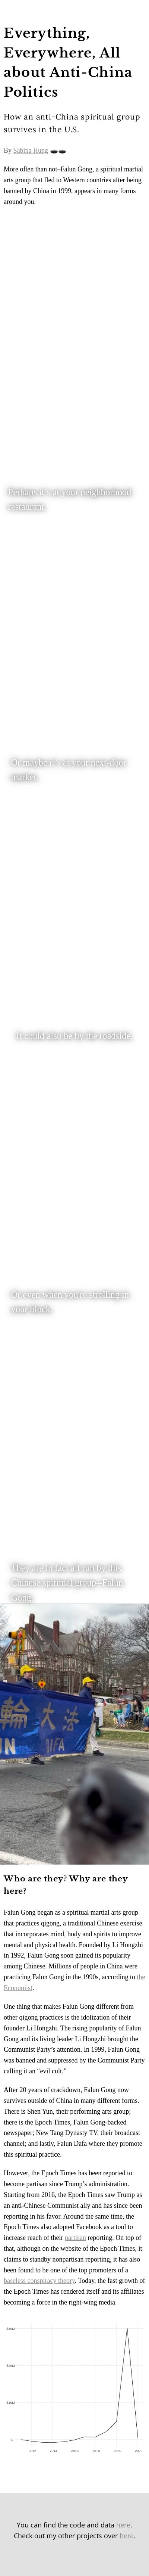 Everything,
Everywhere, All
about Anti-China
Politics
How an anti-China spiritual group
survives in the U.S.
By Sabina Hung
More often than not–Falun Gong, a spiritual martial
arts group that fled to Western countries after being
banned by China in 1999, appears in many forms
around you.
Perhaps it's at your neighborhood
restaurant.
Or maybe it's at your next-door
market.
It could also be by the roadside.
Or even when you're strolling in
your block.
They are in fact all run by this
Chinese spiritual group–Falun
Gong.
輪大法
UN
FA
Who are they? Why are they
here?
Falun Gong began as a spiritual martial arts group
that practices qigong, a traditional Chinese exercise
that incorporates mind, body and spirits to improve
mental and physical health. Founded by Li Hongzhi
in 1992, Falun Gong soon gained its popularity
among Chinese. Millions of people in China were
practicing Falun Gong in the 1990s, according to the
Economist.
One thing that makes Falun Gong different from
other qigong practices is the idolization of their
founder Li Hongzhi. The rising popularity of Falun
Gong and its living leader Li Hongzhi brought the
Communist Party's attention. In 1999, Falun Gong
was banned and suppressed by the Communist Party
calling it an “evil cult.”
After 20 years of crackdown, Falun Gong now
survives outside of China in many different forms.
There is Shen Yun, their performing arts group;
there is the Epoch Times, Falun Gong-backed
newspaper; New Tang Dynasty TV, their broadcast
channel; and lastly, Falun Dafa where they promote
this spiritual practice.
However, the Epoch Times has been reported to
become partisan since Trump's administration.
Starting from 2016, the Epoch Times saw Trump as
an anti-Chinese Communist ally and has since been
reporting in his favor. Around the same time, the
Epoch Times also adopted Facebook as a tool to
increase reach of their partisan reporting. On top of
that, although on the website of the Epoch Times, it
claims to standby nonpartisan reporting, it has also
been found to be one of the top promoters of a
baseless conspiracy theory. Today, the fast growth of
the Epoch Times has rendered itself and its affiliates
becoming a force in the right-wing media.
$30M
$20M
$10M
$0
2012 2014 2016 2018 2020 2022
You can find the code and data here.
Check out my other projects over here.